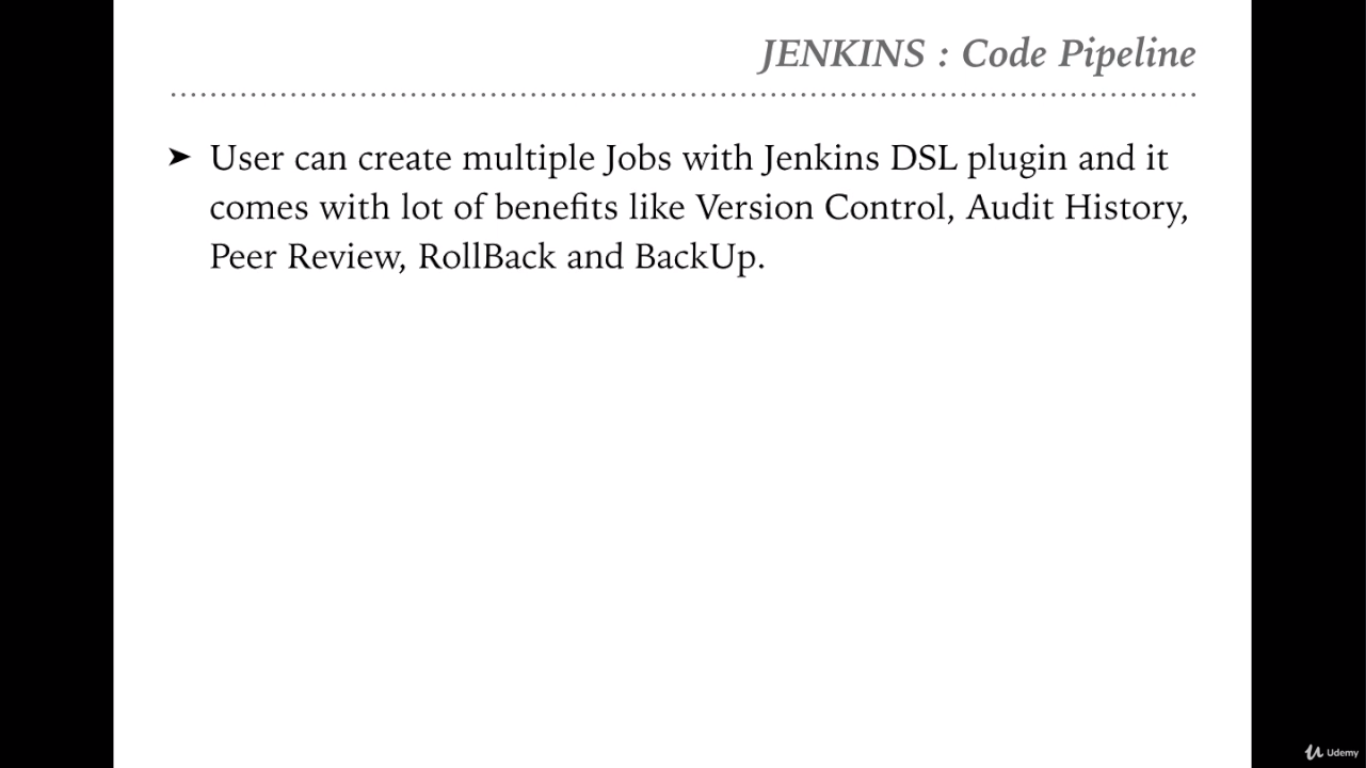 JENKINS : Code Pipeline
➤ User can create multiple Jobs with Jenkins DSL plugin and it
comes with lot of benefits like Version Control, Audit History,
Peer Review, RollBack and BackUp.
Udemy